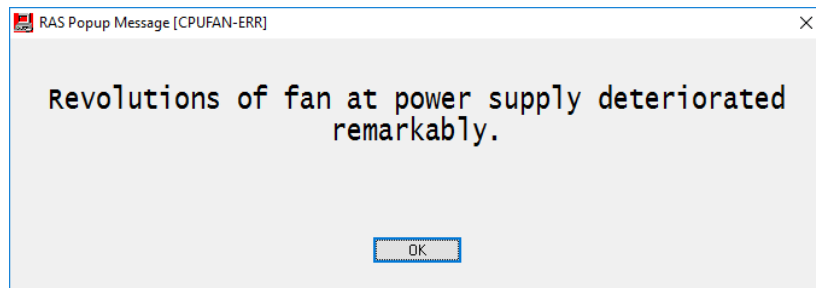 RAS Popup Message [CPUFAN-ERR]
Revolutions of fan at power supply deteriorated
remarkably.
OK